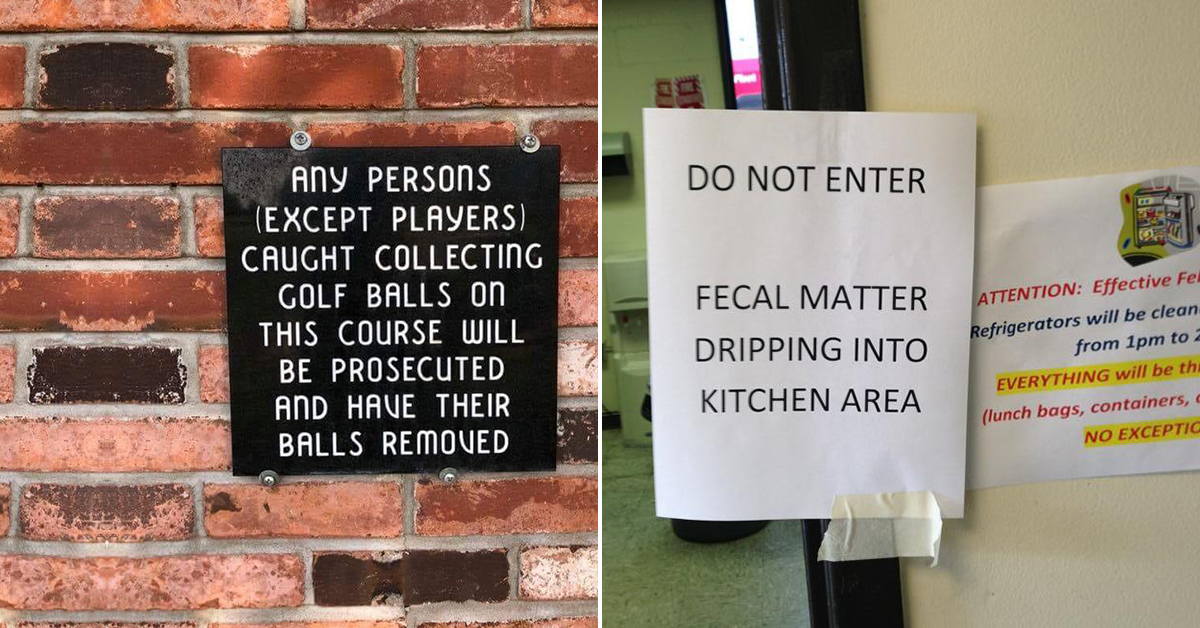 ANY PERSONS
(EXCEPT PLAYERS)
CAUGHT COLLECTING
GOLF BALLS ON
THIS COURSE WILL
BE PROSECUTED
AND HAVE THEIR
BALLS REMOVED
DO NOT ENTER
FECAL MATTER
DRIPPING INTO
KITCHEN AREA
ATTENTION: Effective
Refrigerators will be
from 1pm to
EVERYTHING will be
(lunch bags, containers,
NO